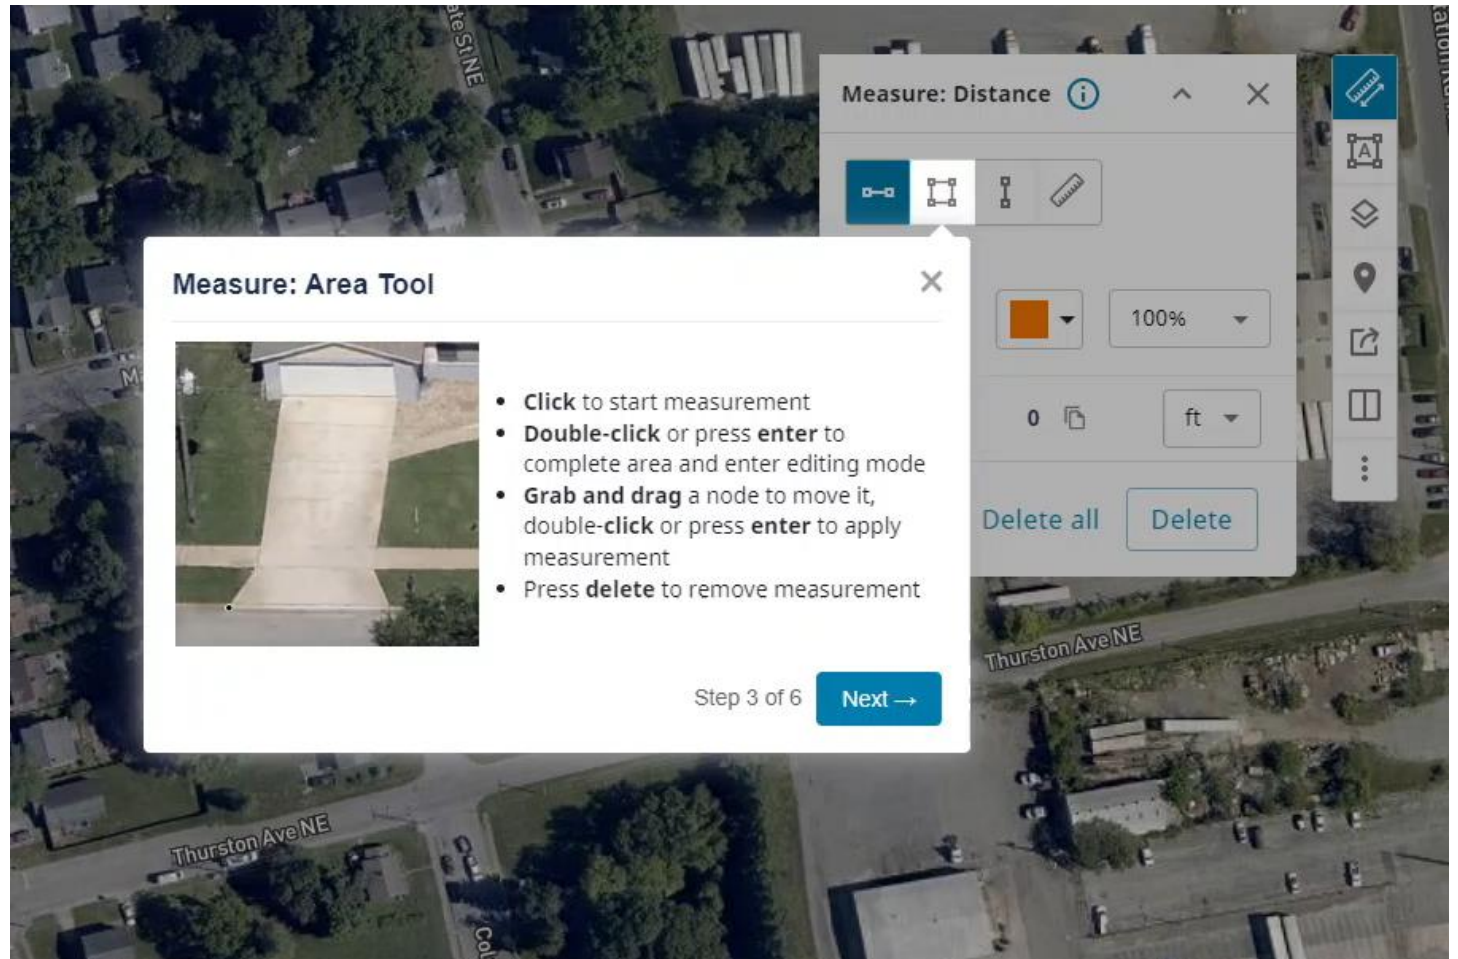 ate St NE
Measure: Distance
Measure: Area Tool
100%
• Click to start measurement
• Double-click or press enter to
complete area and enter editing mode
• Grab and drag a node to move it,
double-click or press enter to apply
measurement
• Press delete to remove measurement
0
ft
Delete all
Delete
Step 3 of 6
Next →
Thurston Ave NE
Thurston Ave NE
Col
A
M